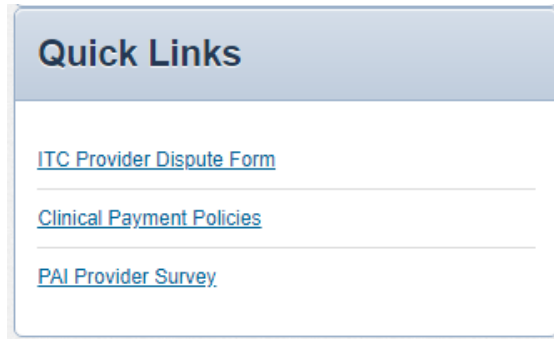 Quick Links
ITC Provider Dispute Form
Clinical Payment Policies
PAI Provider Survey